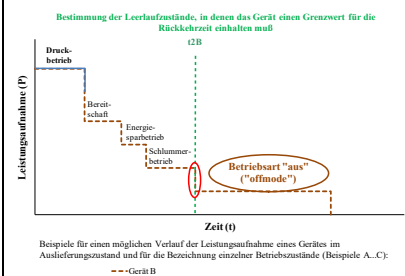 Bestimmung der Leerlaufzustände, in denen das Gerät einen Grenzwert für die
Rückkehrzeit einhalten muß
t2B
Druck-
betrieb
Bereit-
schaft
Energie-
sparbetrieb
Schlummer-
betrieb
Betriebsart "aus"
("offmode")
Leistungsaufnahme (P)
Zeit (t)
Beispiele für einen möglichen Verlauf der Leistungsaufnahme eines Gerätes im
Auslieferungszustand und für die Bezeichnung einzelner Betriebszustände (Beispiele A...C):
Gerät B